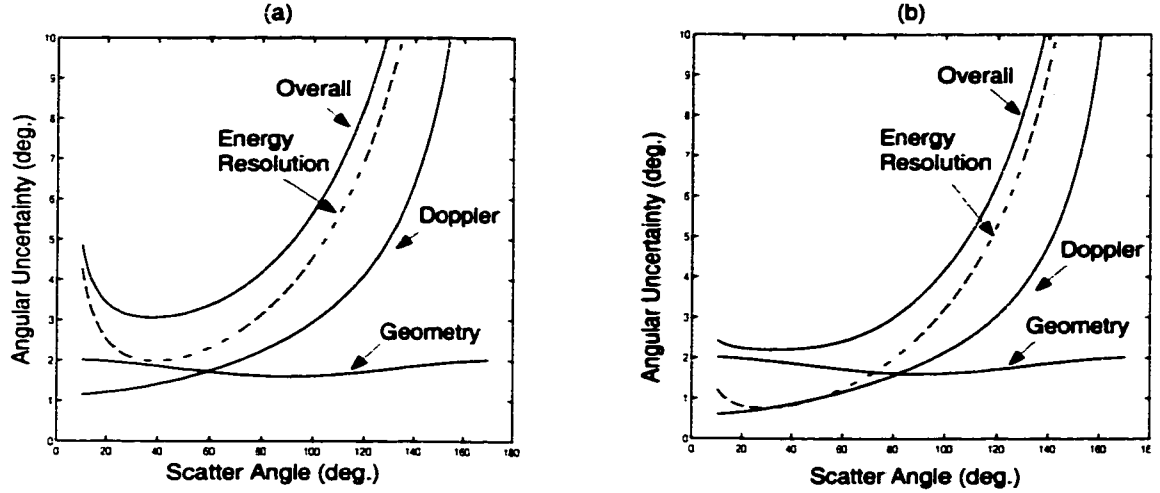 (a)
10
9
8
7
6
5
4
3
2
1
0
0
20
40
60
80
100
120
140
160
180
Angular Uncertainty (deg.)
Scatter Angle (deg.)
Overall
Energy
Resolution
Doppler
Geometry
(b)
10
9
8
7
6
5
4
3
2
1
0
0
20
40
60
80
100
120
140
160
180
Angular Uncertainty (deg.)
Scatter Angle (deg.)
Overall
Energy
Resolution
Doppler
Geometry